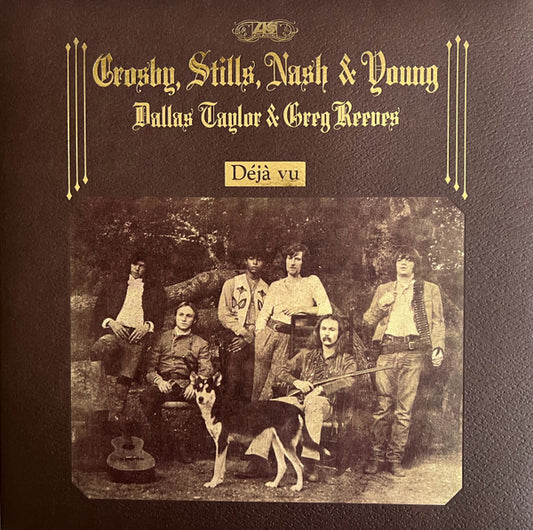 Crosby, Stills, Nash & Young
Dallas Taylor & Greg Reeves
Déjà vu